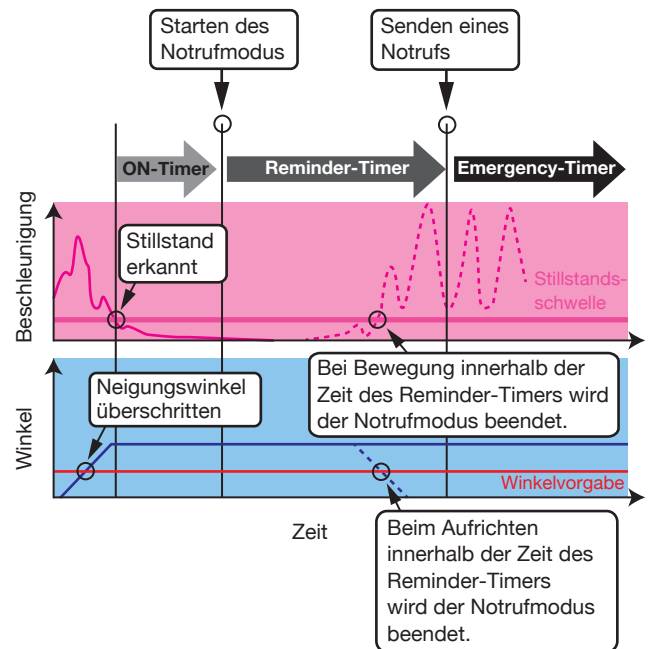 Starten des
Notrufmodus
Senden eines
Notrufs
ON-Timer
Reminder-Timer
Emergency-Timer
Beschleunigung
Stillstand
erkannt
Stillstands-
schwelle
Bei Bewegung innerhalb der
Zeit des Reminder-Timers wird
der Notrufmodus beendet.
Winkel
Neigungswinkel
überschritten
Winkelvorgabe
Zeit
Beim Aufrichten
innerhalb der Zeit des
Reminder-Timers
wird der Notrufmodus
beendet.